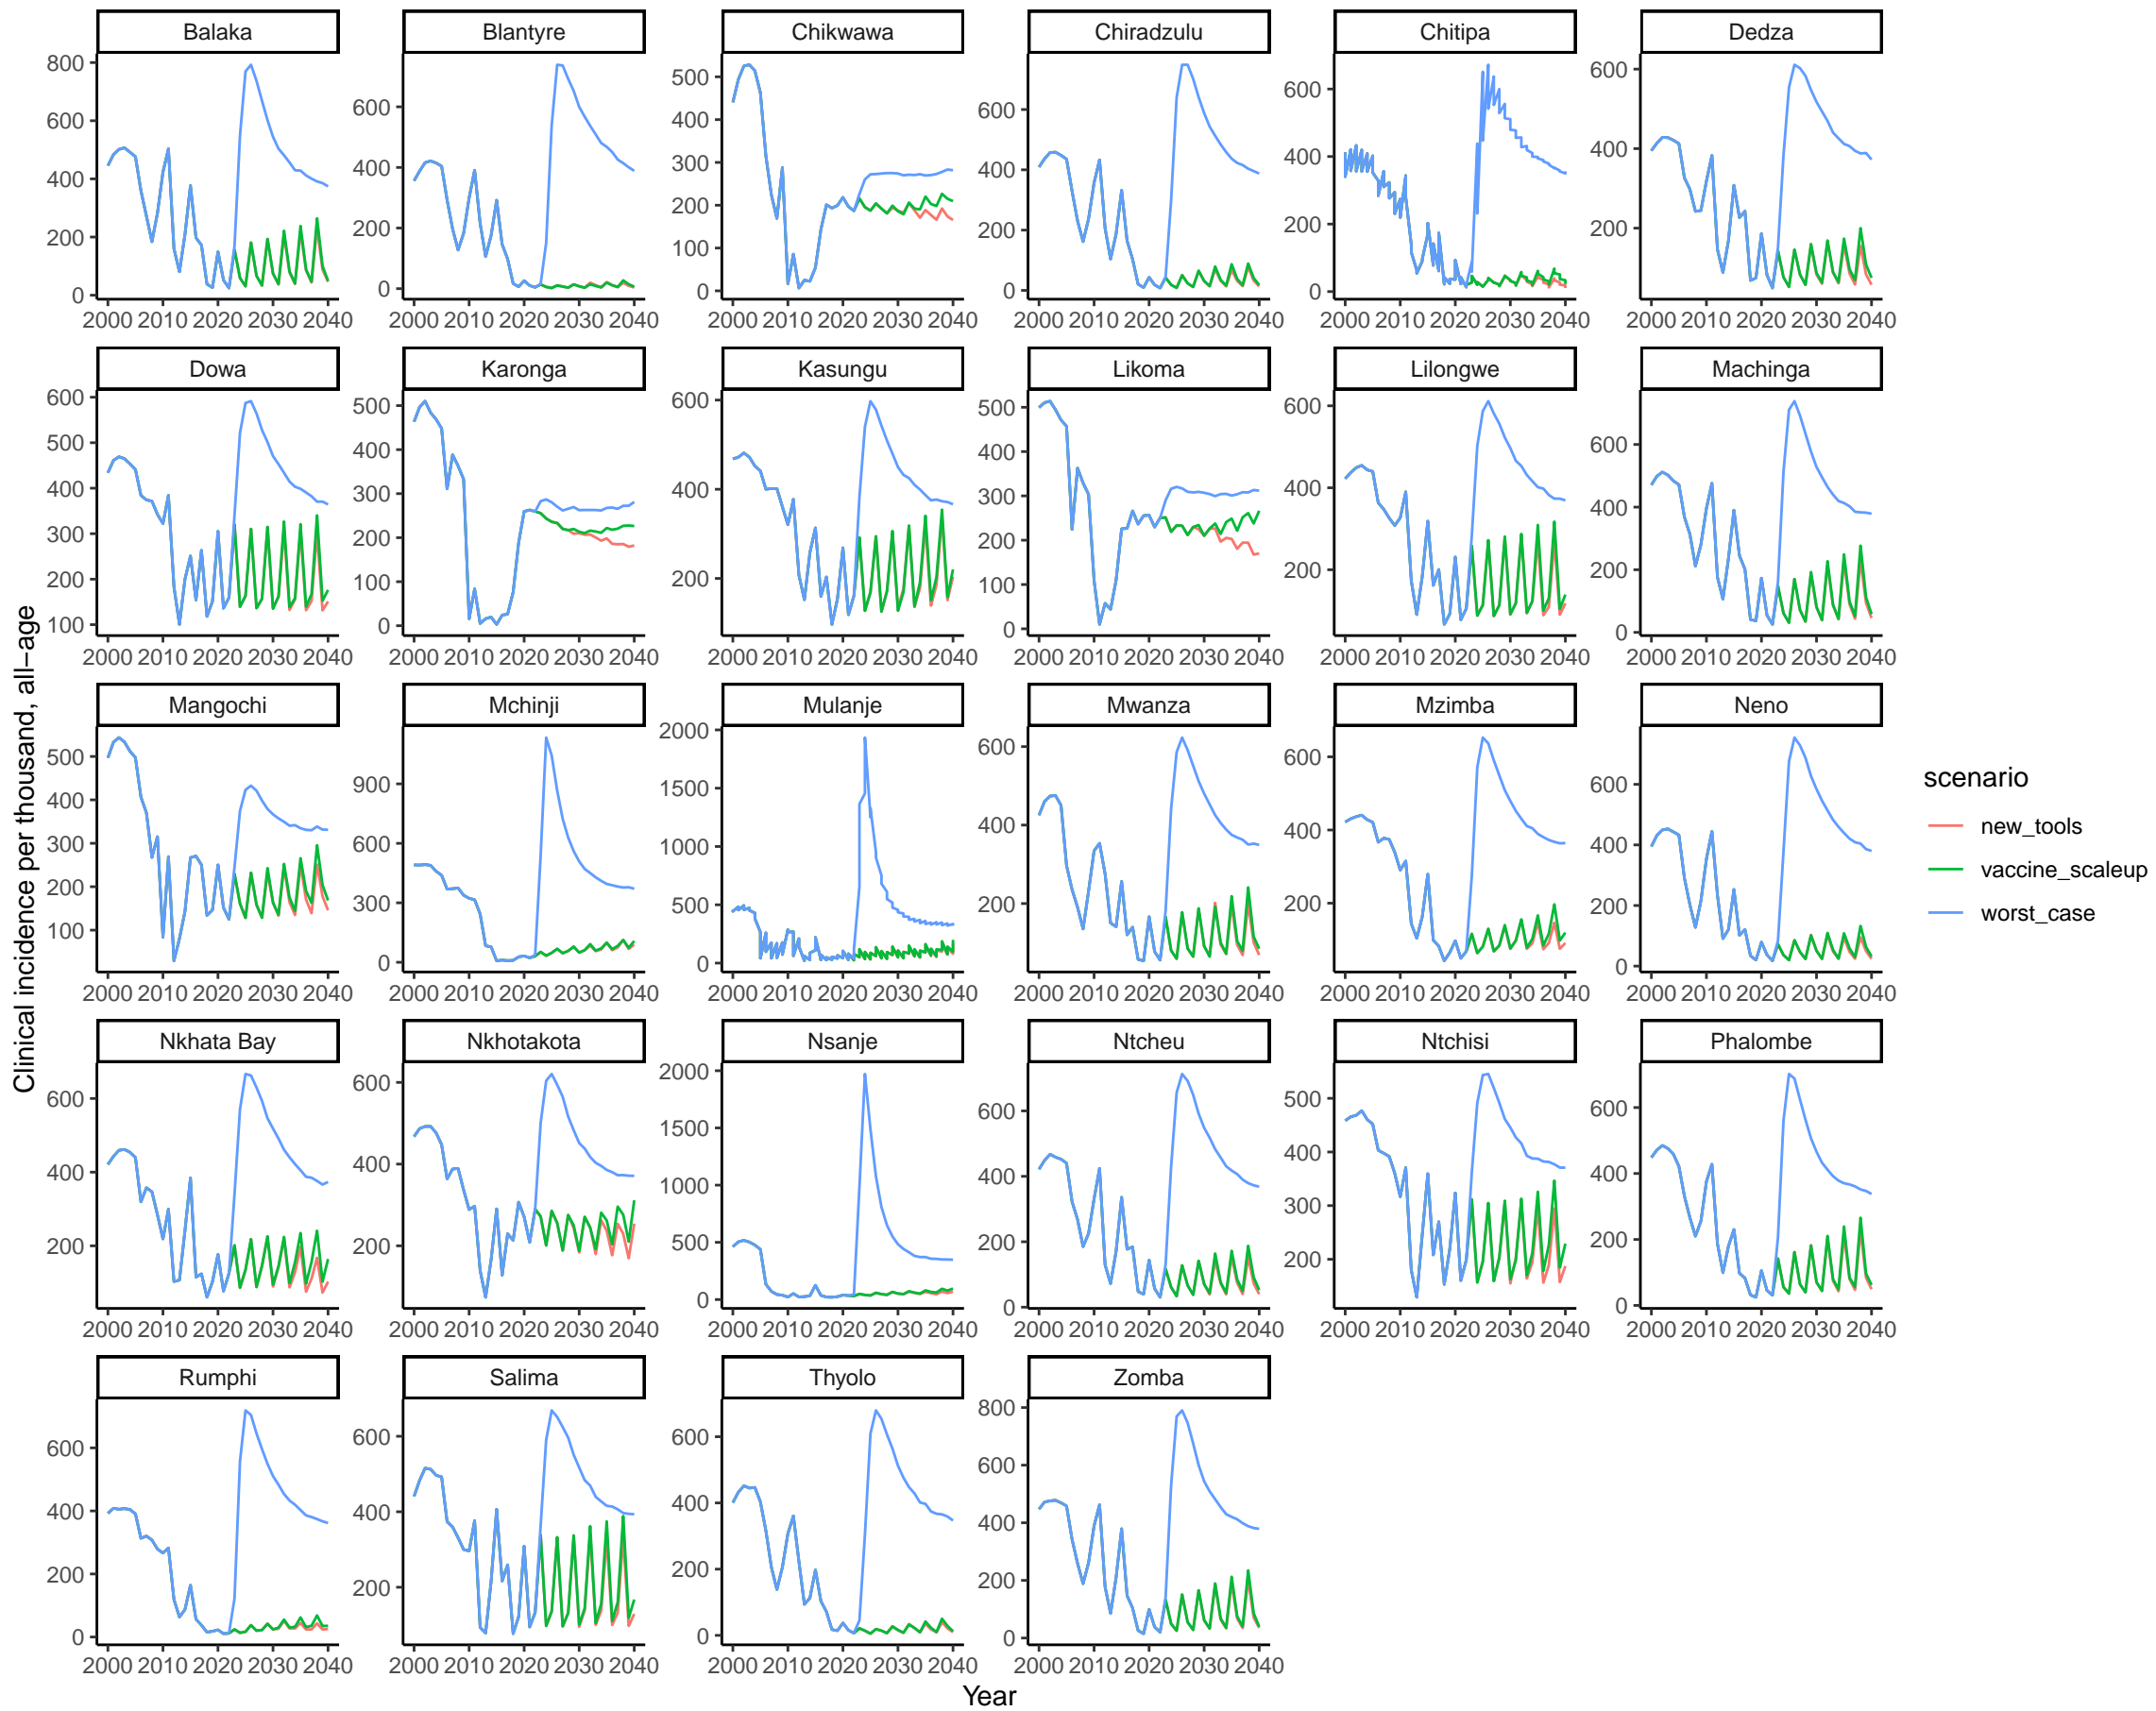 Balaka Blantyre Chikwawa Chiradzulu Chitipa Dedza
800 600 400 200 0
600 400 200 0
500 400 300 200 100 0
600 400 200 0
600 400 200 0
600 400 200
2000 2010 2020 2030 2040 2000 2010 2020 2030 2040 2000 2010 2020 2030 2040 2000 2010 2020 2030 2040 2000 2010 2020 2030 2040 2000 2010 2020 2030 2040
Dowa Karonga Kasungu Likoma Lilongwe Machinga
600 500 400 300 200 100
500 400 300 200 100 0
600 400 200
500 400 300 200 100 0
600 400 200
600 400 200 0
2000 2010 2020 2030 2040 2000 2010 2020 2030 2040 2000 2010 2020 2030 2040 2000 2010 2020 2030 2040 2000 2010 2020 2030 2040 2000 2010 2020 2030 2040
Clinical incidence per thousand, all−age
Mangochi Mchinji Mulanje Mwanza Mzimba Neno
500 400 300 200 100
900 600 300 0
2000 1500 1000 500 0
600 400 200
600 400 200
600 400 200 0
2000 2010 2020 2030 2040 2000 2010 2020 2030 2040 2000 2010 2020 2030 2040 2000 2010 2020 2030 2040 2000 2010 2020 2030 2040 2000 2010 2020 2030 2040
scenario
new_tools
vaccine_scaleup
worst_case
Nkhata Bay Nkhotakota Nsanje Ntcheu Ntchisi Phalombe
600 400 200
600 400 200
2000 1500 1000 500 0
600 400 200 0
500 400 300 200
600 400 200 0
2000 2010 2020 2030 2040 2000 2010 2020 2030 2040 2000 2010 2020 2030 2040 2000 2010 2020 2030 2040 2000 2010 2020 2030 2040 2000 2010 2020 2030 2040
Rumphi Salima Thyolo Zomba
600 400 200 0
600 400 200
600 400 200 0
800 600 400 200 0
2000 2010 2020 2030 2040 2000 2010 2020 2030 2040 2000 2010 2020 2030 2040 2000 2010 2020 2030 2040
Year